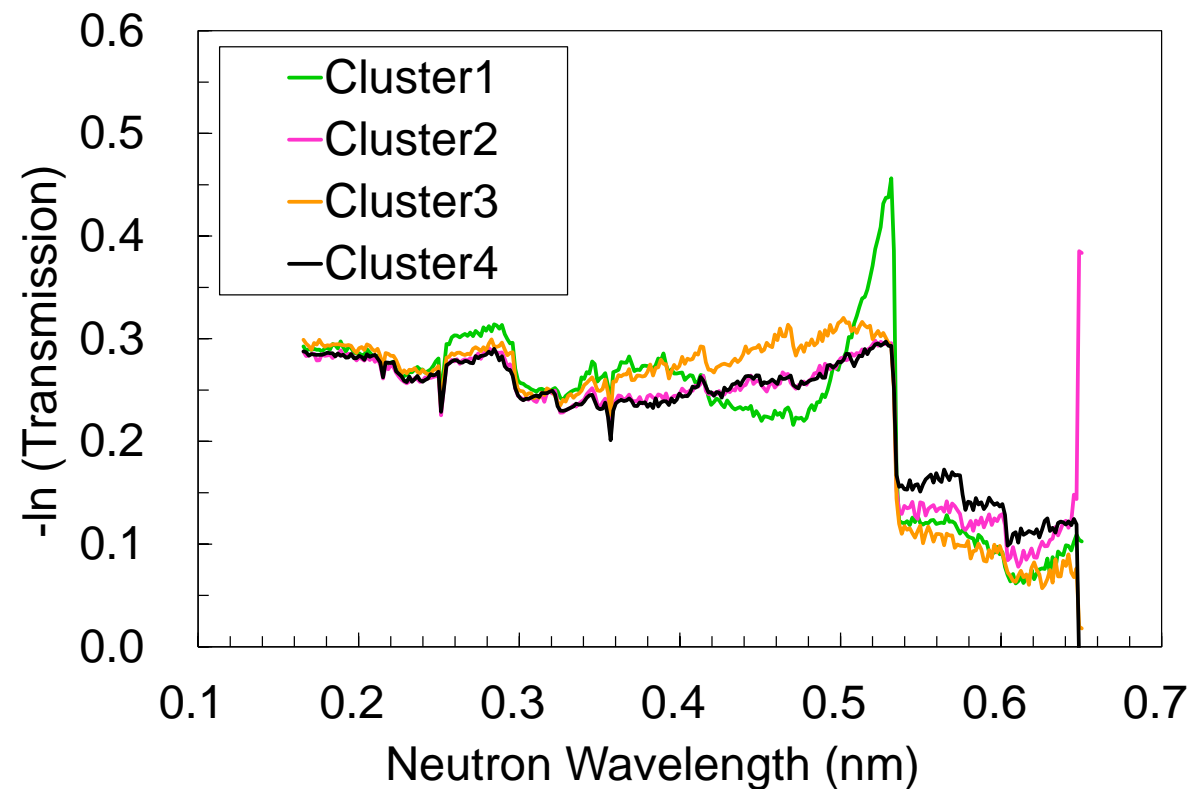 0.6
0.5
0.4
0.3
0.2
0.1
0.0
-ln (Transmission)
Cluster1
Cluster2
Cluster3
Cluster4
0.1 0.2 0.3 0.4 0.5 0.6 0.7
Neutron Wavelength (nm)